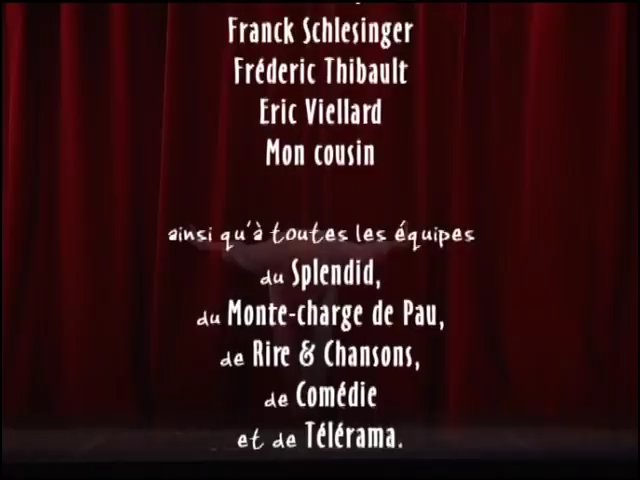 Franck Schlesinger
Fréderic Thibault
Eric Viellard
Mon cousin
ainsi qu'à toutes les équipes
du Splendid,
du Monte-charge de Pau,
de Rire & Chansons,
de Comédie
et de Télérama.